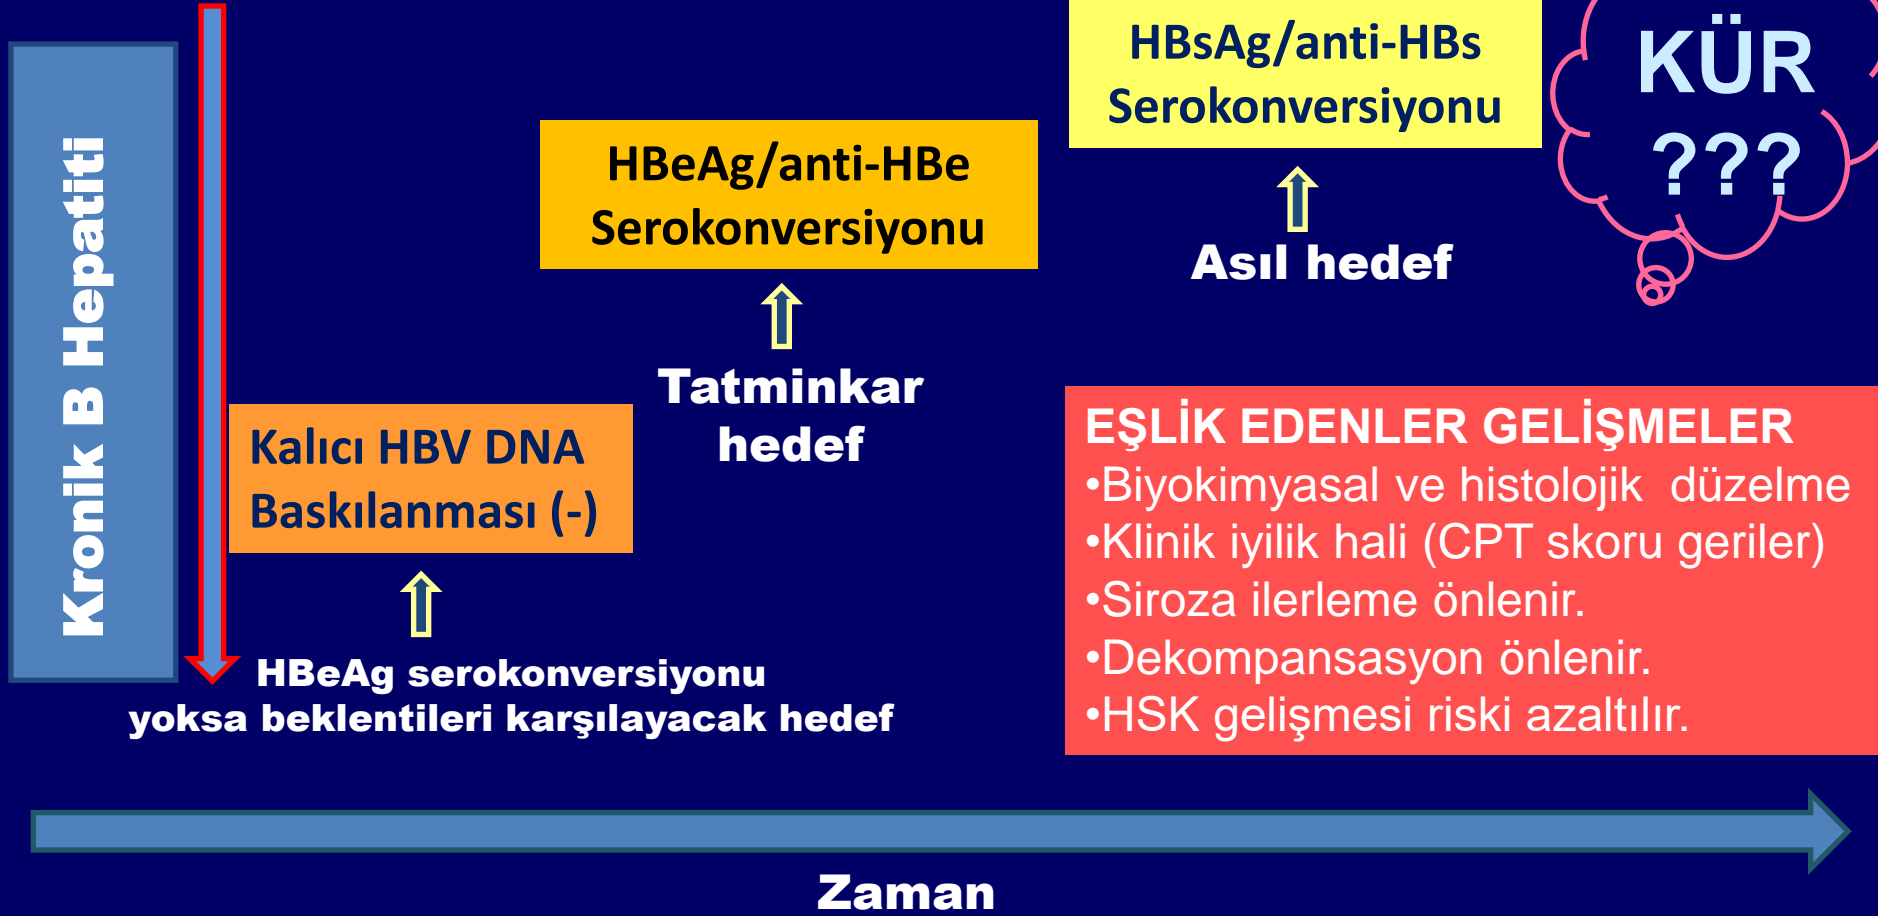 Kronik B Hepatiti
HBsAg/anti-HBs
Serokonversiyonu
KÜR
???
HBeAg/anti-HBe
Serokonversiyonu
Asıl hedef
Tatminkar
hedef
Kalıcı HBV DNA
Baskılanması (-)
HBeAg serokonversiyonu
yoksa beklentileri karşılayacak hedef
EŞLİK EDENLER GELİŞMELER
•Biyokimyasal ve histolojik düzelme
•Klinik iyilik hali (CPT skoru geriler)
•Siroza ilerleme önlenir.
•Dekompansasyon önlenir.
•HSK gelişmesi riski azaltılır.
Zaman